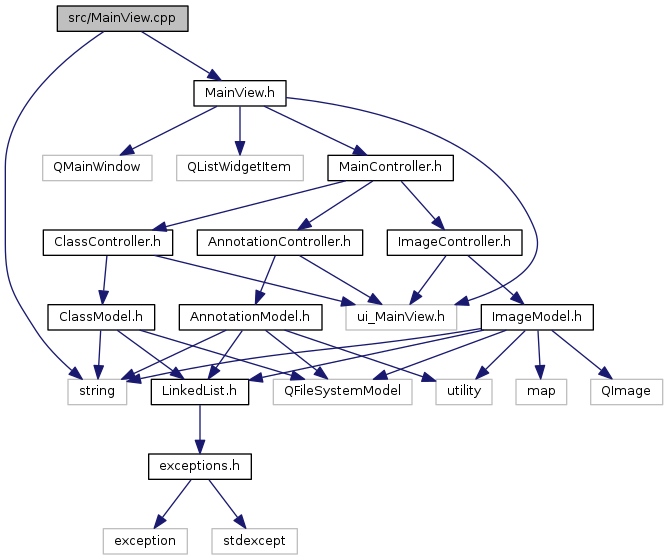 src/MainView.cpp
MainView.h
QMainWindow
QListWidgetItem
MainController.h
ClassController.h
AnnotationController.h
ImageController.h
ClassModel.h
AnnotationModel.h
ui_MainView.h
ImageModel.h
string
LinkedList.h
QFileSystemModel
utility
map
QImage
exceptions.h
exception
stdexcept